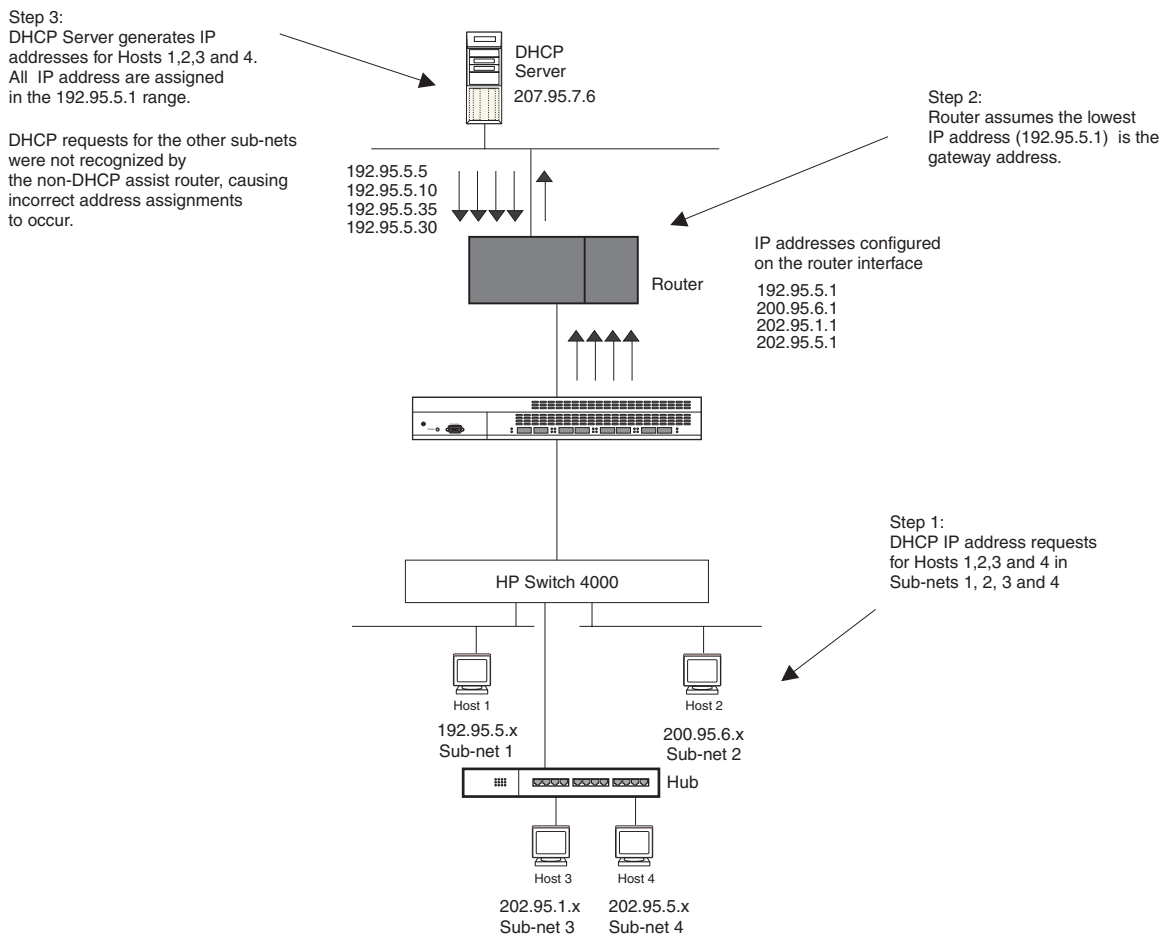 Step 3:
DHCP Server generates IP
addresses for Hosts 1,2,3 and 4.
All IP address are assigned
in the 192.95.5.1 range.
DHCP requests for the other sub-nets
were not recognized by
the non-DHCP assist router, causing
incorrect address assignments
to occur.
DHCP
Server
207.95.7.6
Step 2:
Router assumes the lowest
IP address (192.95.5.1) is the
gateway address.
192.95.5.5
192.95.5.10
192.95.5.35
192.95.5.30
Router
IP addresses configured
on the router interface
192.95.5.1
200.95.6.1
202.95.1.1
202.95.5.1
Step 1:
DHCP IP address requests
for Hosts 1,2,3 and 4 in
Sub-nets 1, 2, 3 and 4
HP Switch 4000
Host 1
192.95.5.x
Sub-net 1
Host 2
200.95.6.x
Sub-net 2
Hub
Host 3
202.95.1.x
Sub-net 3
Host 4
202.95.5.x
Sub-net 4